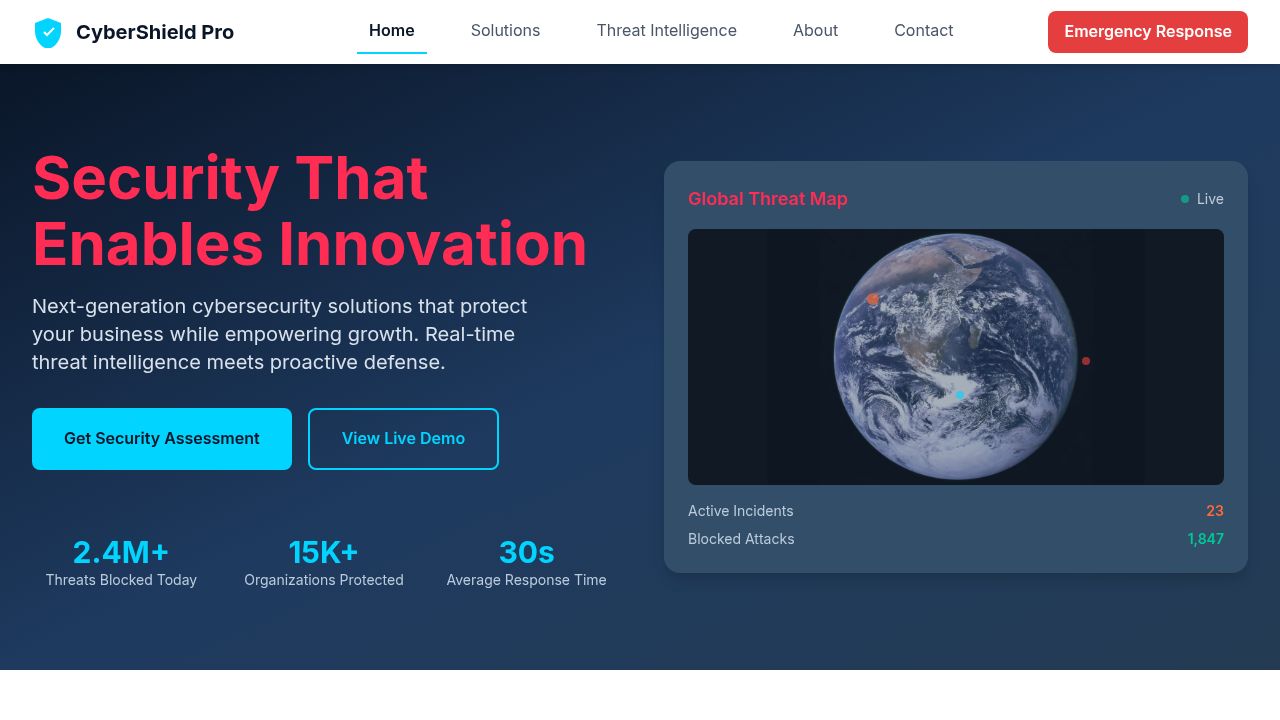 CyberShield Pro
Home
Solutions
Threat Intelligence
About
Contact
Emergency Response
Security That
Enables Innovation
Next-generation cybersecurity solutions that protect
your business while empowering growth. Real-time
threat intelligence meets proactive defense.
Get Security Assessment
View Live Demo
2.4M+
Threats Blocked Today
15K+
Organizations Protected
30s
Average Response Time
Global Threat Map
Live
Active Incidents
23
Blocked Attacks
1,847